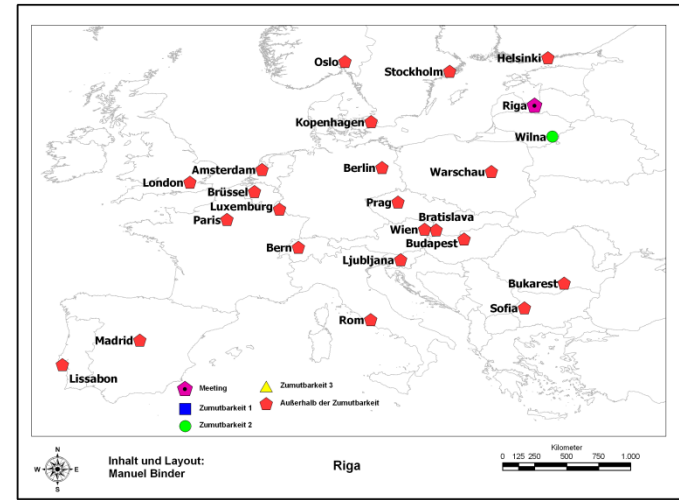 Oslo
Stockholm
Helsinki
Riga
Kopenhagen
Wilna
Amsterdam
Berlin
Warschau
London
Brüssel
Luxemburg
Prag
Paris
Bratislava
Wien
Budapest
Bern
Ljubljana
Bukarest
Sofia
Rom
Madrid
Lissabon
Meeting
Zumutbarkeit 3
Zumutbarkeit 1
Außerhalb der Zumutbarkeit
Zumutbarkeit 2
N
W E
S
Inhalt und Layout:
Manuel Binder
Riga
Kilometer
0 125 250 500 750 1.000